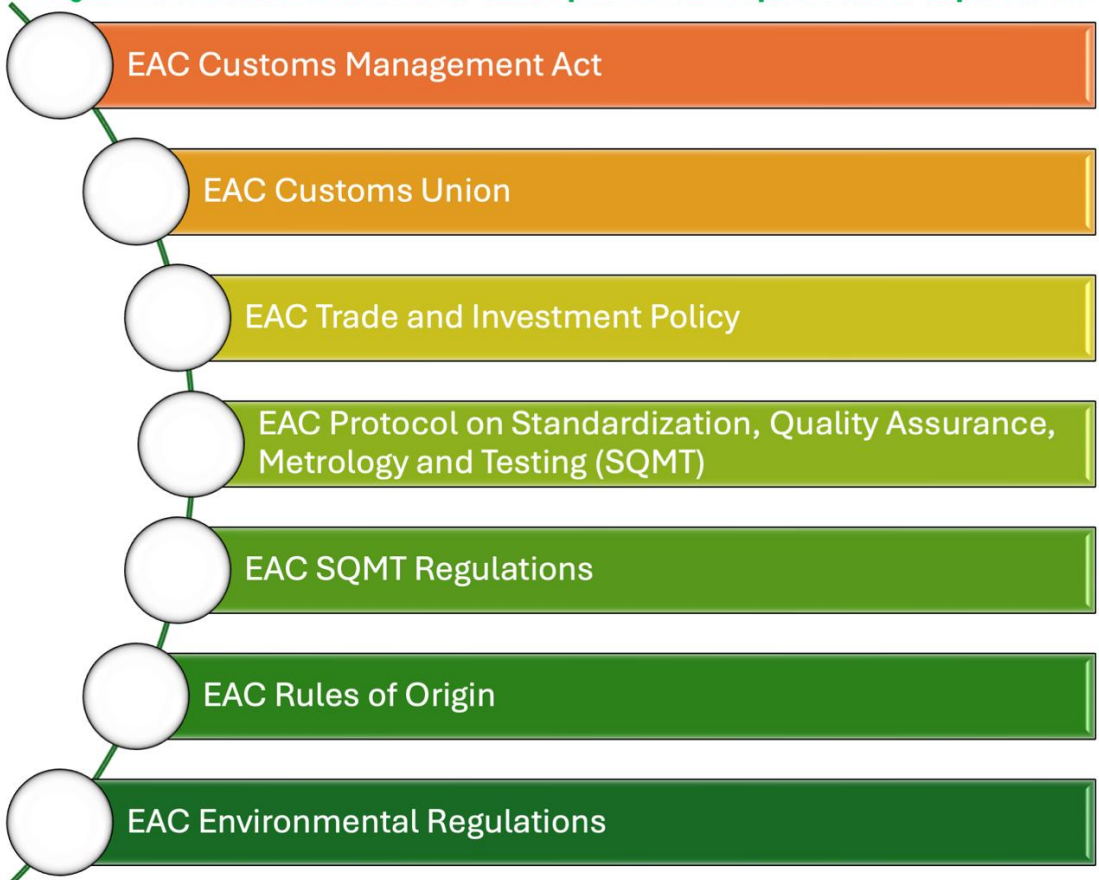 EAC Customs Management Act
EAC Customs Union
EAC Trade and Investment Policy
EAC Protocol on Standardization, Quality Assurance,
Metrology and Testing (SQMT)
EAC SQMT Regulations
EAC Rules of Origin
EAC Environmental Regulations